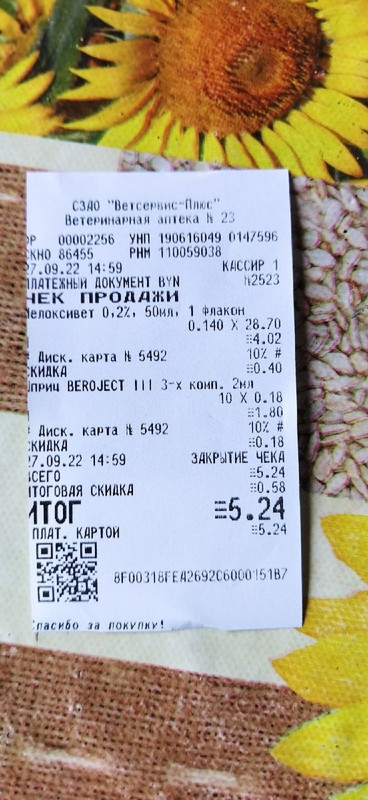 СЗАО "Ветсервис-Плюс"
Ветеринарная аптека № 23
ЭР 00002256 УНП 190616049 0147596
СКНО 86455 РНМ 110059038
27.09.22 14:59 КАССИР 1
ПЛАТЕЖНЫЙ ДОКУМЕНТ BYN №2523
ЧЕК ПРОДАЖИ
Мелоксивет 0,2%, 50мл, 1 флакон
0.140 X 28.70
≡4.02
Диск. карта № 5492 10% #
СКИДКА ≡0.40
Шприц BEROJECT III 3-х комп. 2мл
10 X 0.18
≡1.80
Диск. карта № 5492 10% #
СКИДКА ≡0.18
27.09.22 14:59 ЗАКРЫТИЕ ЧЕКА
ВСЕГО ≡5.24
ИТОГОВАЯ СКИДКА ≡0.58
ИТОГ ≡5.24
ПЛАТ. КАРТОЙ ≡5.24
8F00318FEA2692C6000151B7
Спасибо за покупку!